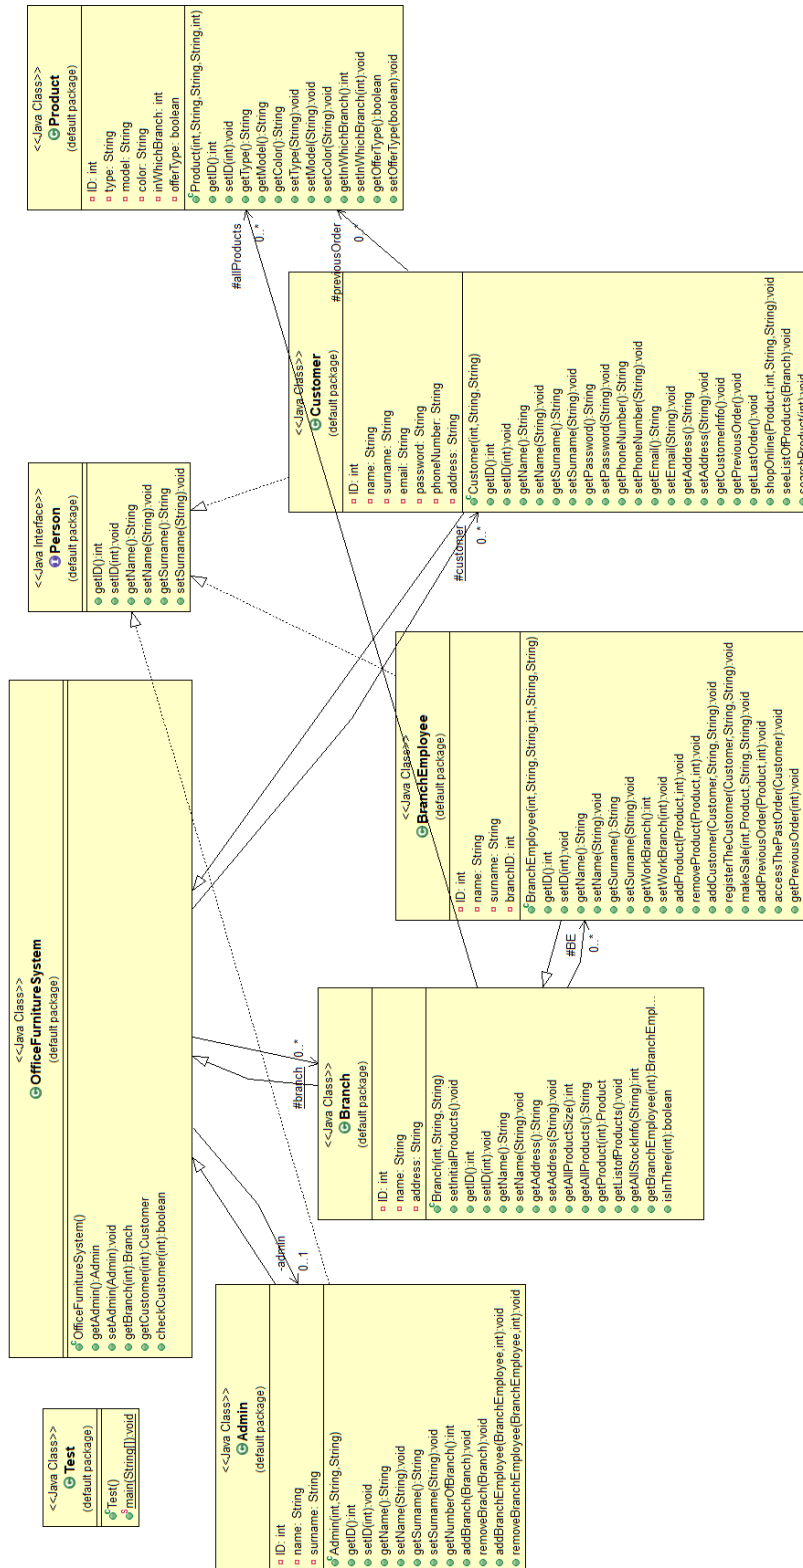 <<Java Class>>
Test
(default package)
Test()
main(String[]):void
<<Java Class>>
OfficeFurnitureSystem
(default package)
OfficeFurnitureSystem()
getAdmin():Admin
setAdmin(Admin):void
getBranch(int):Branch
getCustomer(int):Customer
checkCustomer(int):boolean
<<Java Interface>>
Person
(default package)
getID():int
setID(int):void
getName():String
setName(String):void
getSurname():String
setSurname(String):void
<<Java Class>>
Product
(default package)
ID: int
type: String
model: String
color: String
inWhichBranch: int
offerType: boolean
Product(int,String,String,String,int)
getID():int
setID(int):void
getType():String
getModel():String
getColor():String
setType(String):void
setModel(String):void
setColor(String):void
getInWhichBranch():int
setInWhichBranch(int):void
getOfferType():boolean
setOfferType(boolean):void
-admin
0..1
#branch
0..*
#BE
0..*
#customer
0..*
#allProducts
0..*
#previousOrder
0..*
<<Java Class>>
Admin
(default package)
ID: int
name: String
surname: String
Admin(int,String,String)
getID():int
setID(int):void
getName():String
setName(String):void
getSurname():String
setSurname(String):void
getNumberOfBranch():int
addBranch(Branch):void
removeBrach(Branch):void
addBranchEmployee(BranchEmployee,int):void
removeBranchEmployee(BranchEmployee,int):void
<<Java Class>>
Branch
(default package)
ID: int
name: String
address: String
Branch(int,String,String)
setInitialProducts():void
getID():int
setID(int):void
getName():String
setName(String):void
getAddress():String
setAddress(String):void
getAllProductSize():int
getAllProducts():String
getProduct(int):Product
getListofProducts():void
getAllStockInfo(String):int
getBranchEmployee(int):BranchEmpl...
isInThere(int):boolean
<<Java Class>>
BranchEmployee
(default package)
ID: int
name: String
surname: String
branchID: int
BranchEmployee(int,String,String,int,String,String)
getID():int
setID(int):void
getName():String
setName(String):void
getSurname():String
setSurname(String):void
getWorkBranch():int
setWorkBranch(int):void
addProduct(Product,int):void
removeProduct(Product,int):void
addCustomer(Customer,String,String):void
registerTheCustomer(Customer,String,String):void
makeSale(int,Product,String,String):void
addPreviousOrder(Product,int):void
accessThePastOrder(Customer):void
getPreviousOrder(int):void
<<Java Class>>
Customer
(default package)
ID: int
name: String
surname: String
email: String
password: String
phoneNumber: String
address: String
Customer(int,String,String)
getID():int
setID(int):void
getName():String
setName(String):void
getSurname():String
setSurname(String):void
getPassword():String
setPassword(String):void
getPhoneNumber():String
setPhoneNumber(String):void
getEmail():String
setEmail(String):void
getAddress():String
setAddress(String):void
getCustomerInfo():void
getPreviousOrder():void
getLastOrder():void
shopOnline(Product,int,String,String):void
seeListOfProducts(Branch):void
searchProduct(int):void